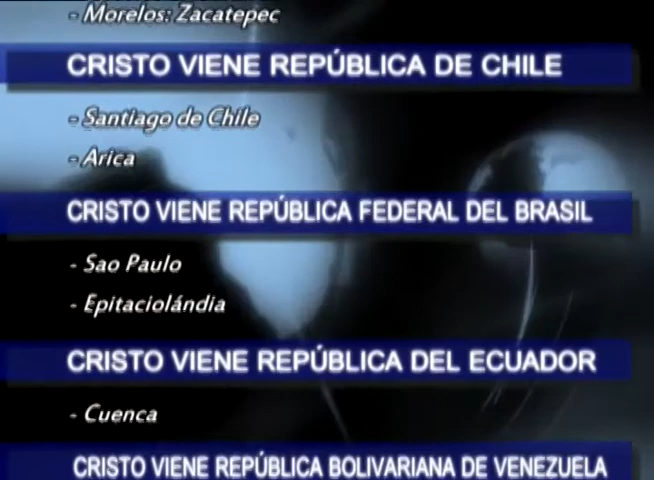 - Morelos: Zacatepec
CRISTO VIENE REPÚBLICA DE CHILE
- Santiago de Chile
- Arica
CRISTO VIENE REPÚBLICA FEDERAL DEL BRASIL
- Sao Paulo
- Epitaciolándia
CRISTO VIENE REPÚBLICA DEL ECUADOR
- Cuenca
CRISTO VIENE REPÚBLICA BOLIVARIANA DE VENEZUELA